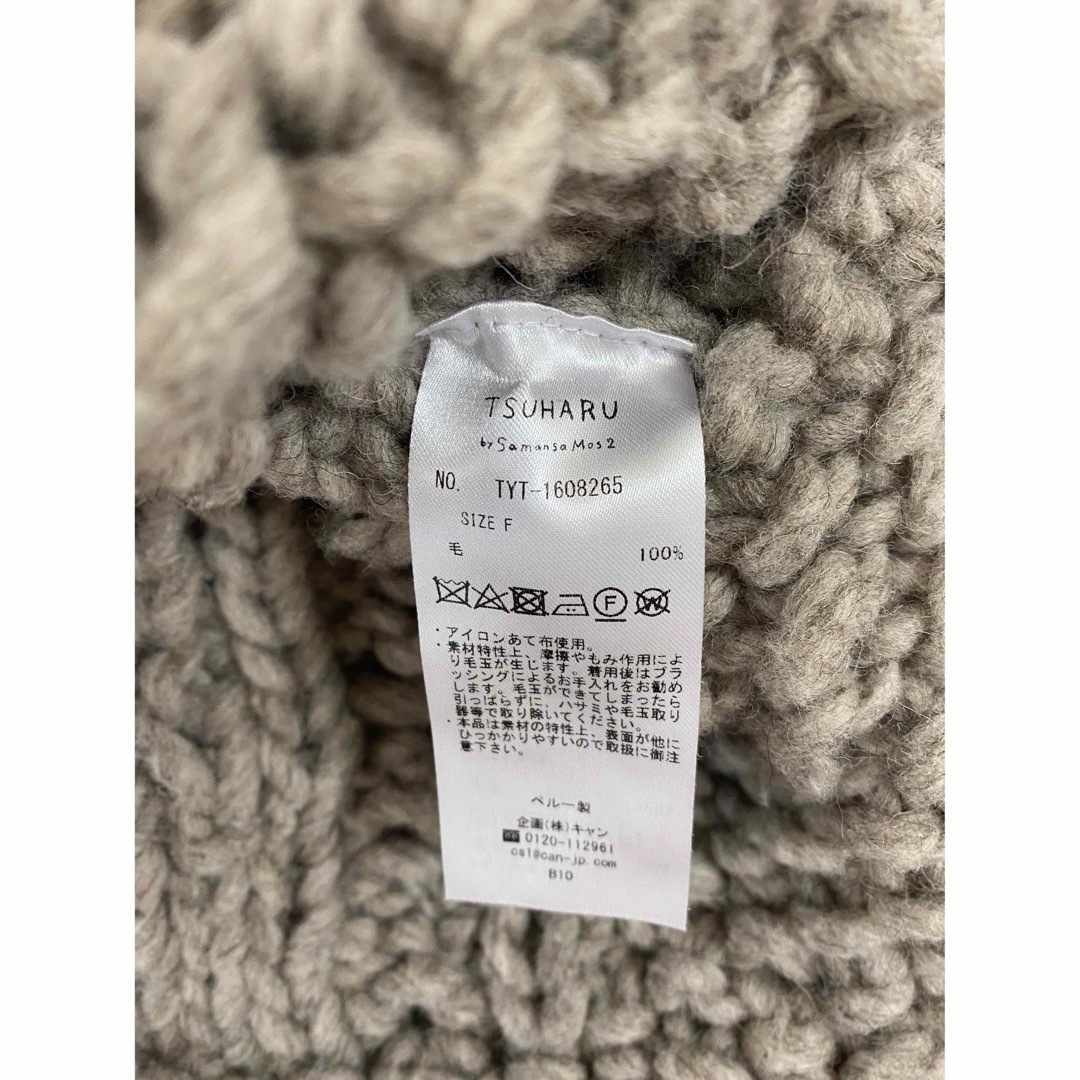 TSUHARU
by Samansa Mos2
NO. TYT-1608265
SIZE F
毛 100%
・アイロンあて布使用。
・素材特性上、摩擦やもみ作用によ
り毛玉が生じます。着用後はブラ
ッシングによるお手入れをお勧め
します。毛玉ができてしまったら
引っぱらずに、ハサミや毛玉取り
器等で取り除いてください。
・本品は素材の特性上、表面が他に
ひっかかりやすいので取扱に御注
意下さい。
ペルー製
企画(株)キャン
0120-112961
cs1@can-jp.com
B10